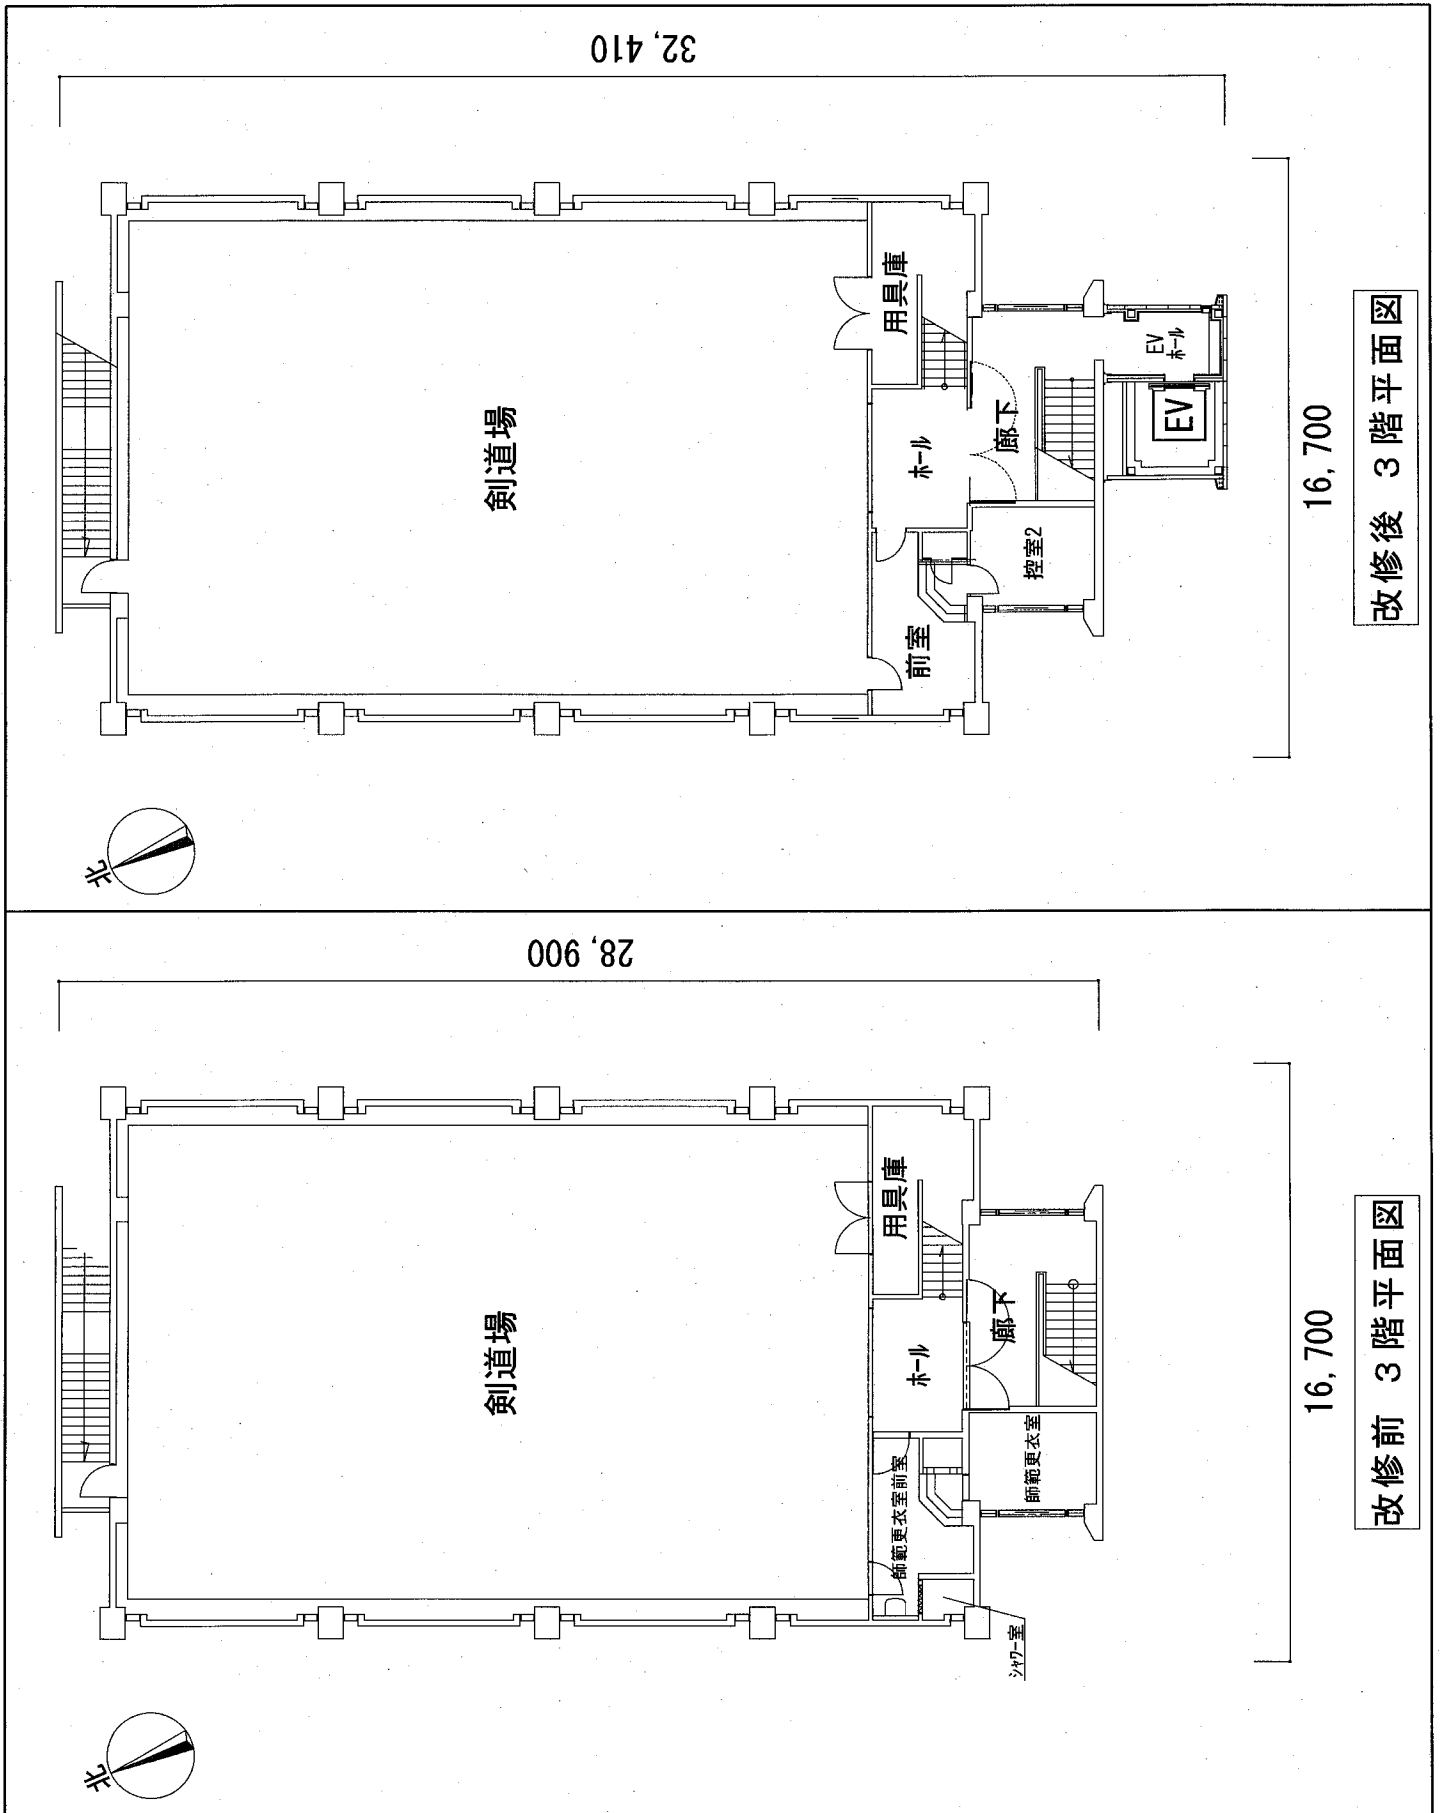 北
28,900
剣道場
用具庫
ホール
廊下
師範更衣室前室
師範更衣室
シャワー室
16,700
改修前 3階平面図
北
32,410
剣道場
用具庫
ホール
廊下
前室
控室2
EV
ホール
EV
16,700
改修後 3階平面図